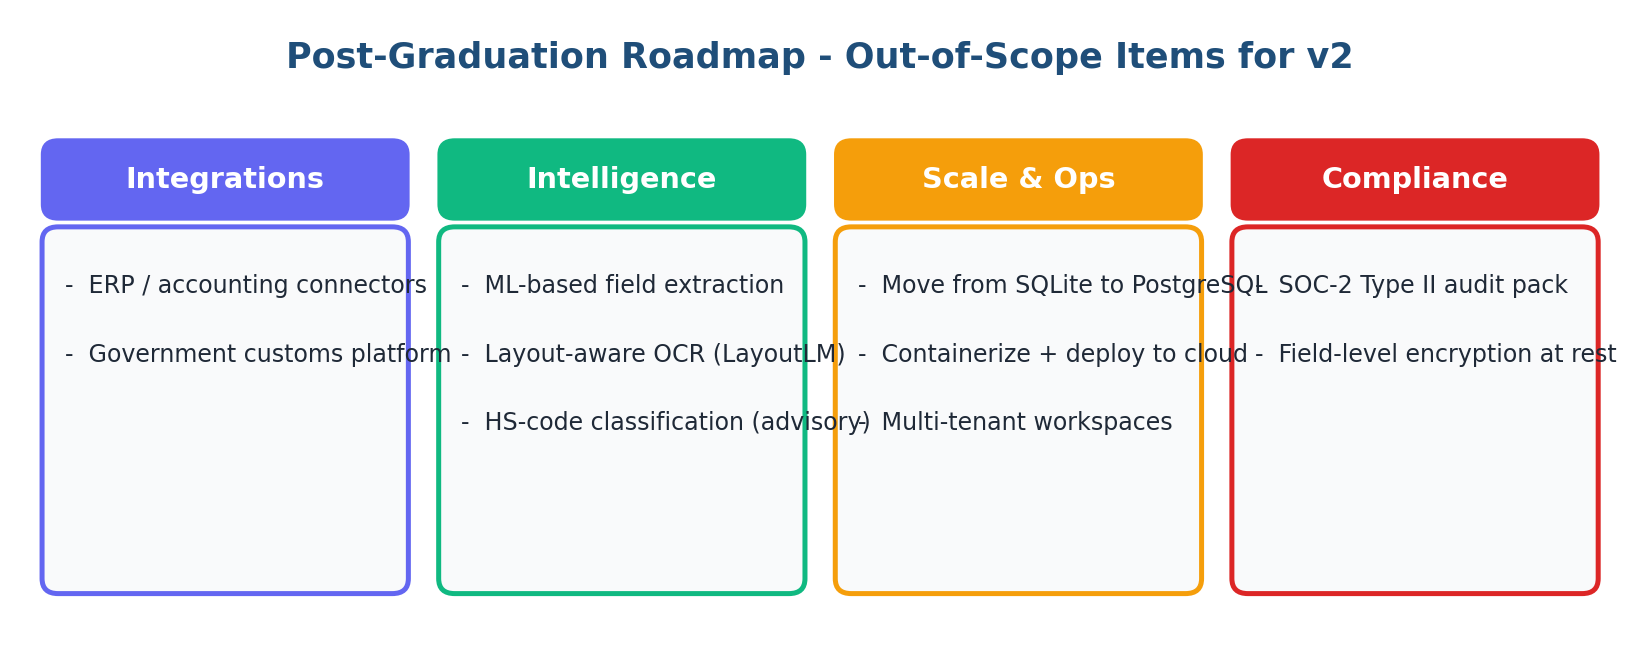 Post-Graduation Roadmap - Out-of-Scope Items for v2
Integrations
- ERP / accounting connectors
- Government customs platform
Intelligence
- ML-based field extraction
- Layout-aware OCR (LayoutLM)
- HS-code classification (advisory)
Scale & Ops
- Move from SQLite to PostgreSQL
- Containerize + deploy to cloud
- Multi-tenant workspaces
Compliance
- SOC-2 Type II audit pack
- Field-level encryption at rest